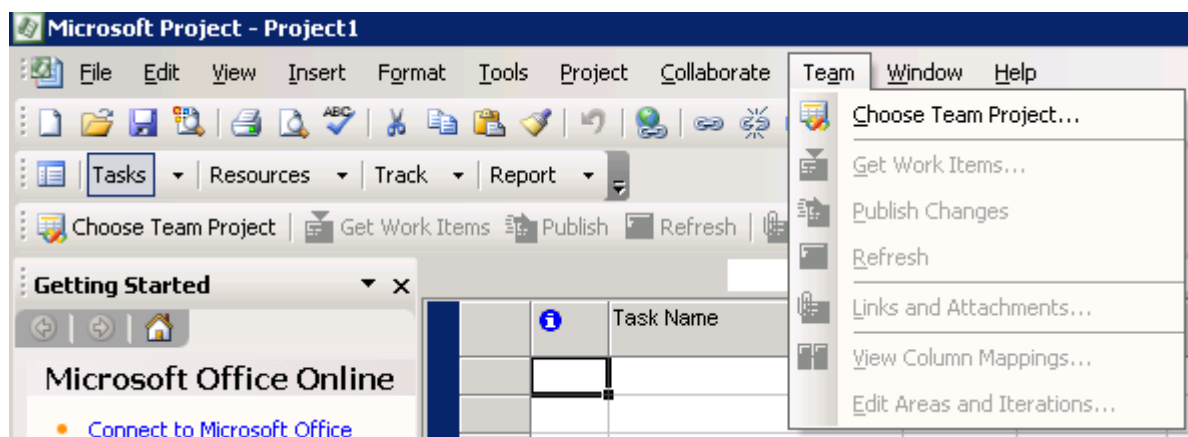 Microsoft Project - Project1
File Edit View Insert Format Tools Project Collaborate Team Window Help
ABC
Choose Team Project...
Tasks Resources Track Report
Get Work Items...
Publish Changes
Choose Team Project Get Work Items Publish Refresh
Refresh
Getting Started
Links and Attachments...
Task Name
View Column Mappings...
Microsoft Office Online
Edit Areas and Iterations...
Connect to Microsoft Office